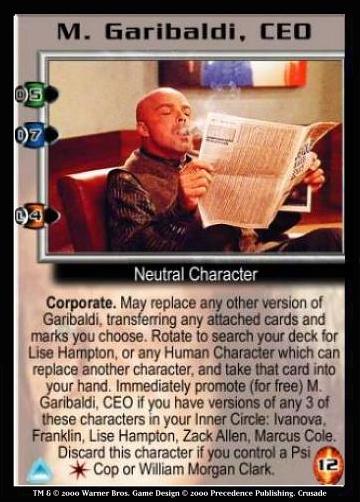 M. Garibaldi, CEO
05
07
04
Neutral Character
Corporate. May replace any other version of
Garibaldi, transferring any attached cards and
marks you choose. Rotate to search your deck for
Lise Hampton, or any Human Character which can
replace another character, and take that card into
your hand. Immediately promote (for free) M.
Garibaldi, CEO if you have versions of any 3 of
these characters in your Inner Circle: Ivanova,
Franklin, Lise Hampton, Zack Allen, Marcus Cole.
Discard this character if you control a Psi
Cop or William Morgan Clark.
12
TM & © 2000 Warner Bros. Game Design © 2000 Precedence Publishing. Crusade